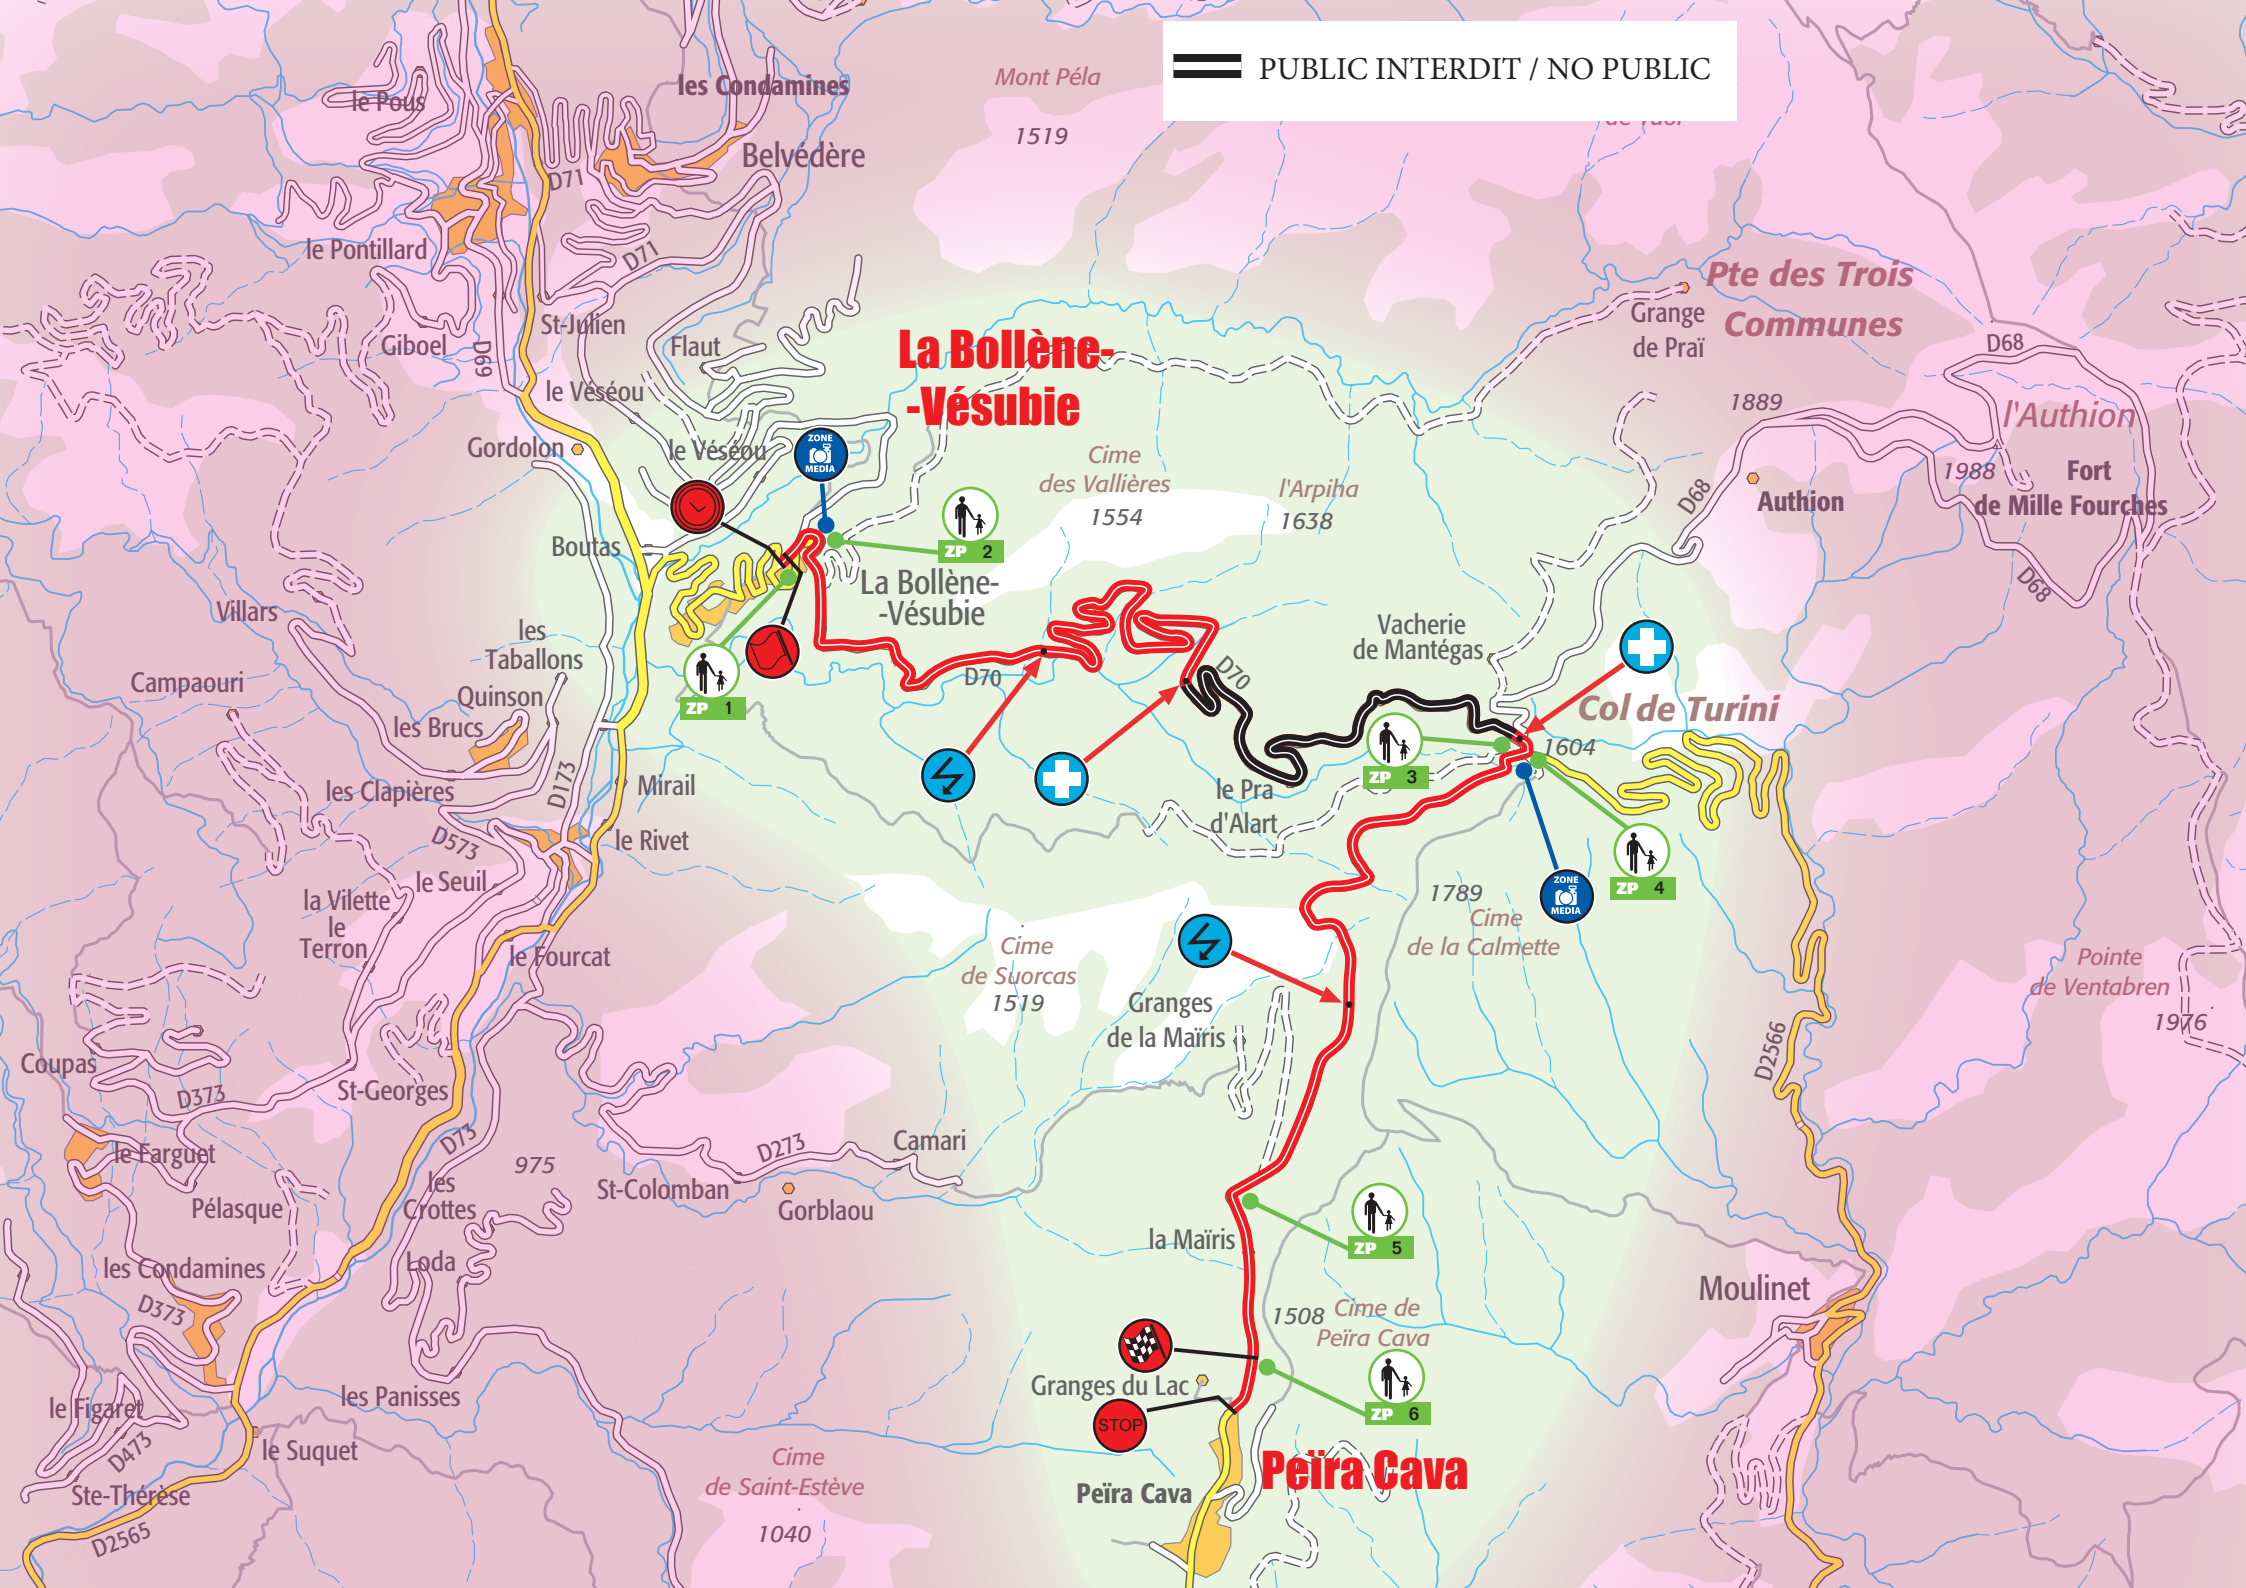 PUBLIC INTERDIT / NO PUBLIC
Mont Péla
1519
les Condamines
le Pous
Belvédère
D71
le Pontillard
D71
Pte des Trois
Communes
Grange
de Praï
St-Julien
Giboel
D69
Flaut
La Bollène-
-Vésubie
D68
le Véséou
1889
l'Authion
Gordolon
le Véséou
ZONE
MEDIA
Cime
des Vallières
1554
l'Arpiha
1638
D68
Authion
1988
Fort
de Mille Fourches
Boutas
ZP 2
La Bollène-
-Vésubie
D68
Villars
les
Taballons
Vacherie
de Mantégas
Campaouri
Quinson
D70
D70
ZP 1
les Brucs
Col de Turini
1604
Mirail
les Clapières
D173
le Pra
d'Alart
ZP 3
D573
le Rivet
le Seuil
la Vilette
le
Terron
ZP 4
1789
Cime
de la Calmette
ZONE
MEDIA
le Fourcat
Cime
de Suorcas
1519
Pointe
de Ventabren
1976
Granges
de la Maïris
D2566
Coupas
D373
St-Georges
D73
le Farguet
975
D273
Camari
St-Colomban
Gorblaou
les
Crottes
Pélasque
la Maïris
ZP 5
Loda
les Condamines
D373
Moulinet
1508
Cime de
Peïra Cava
Granges du Lac
les Panisses
le Figaret
STOP
ZP 6
D473
le Suquet
Cime
de Saint-Estève
1040
Peïra Cava
Peïra Cava
Ste-Thérèse
D2565